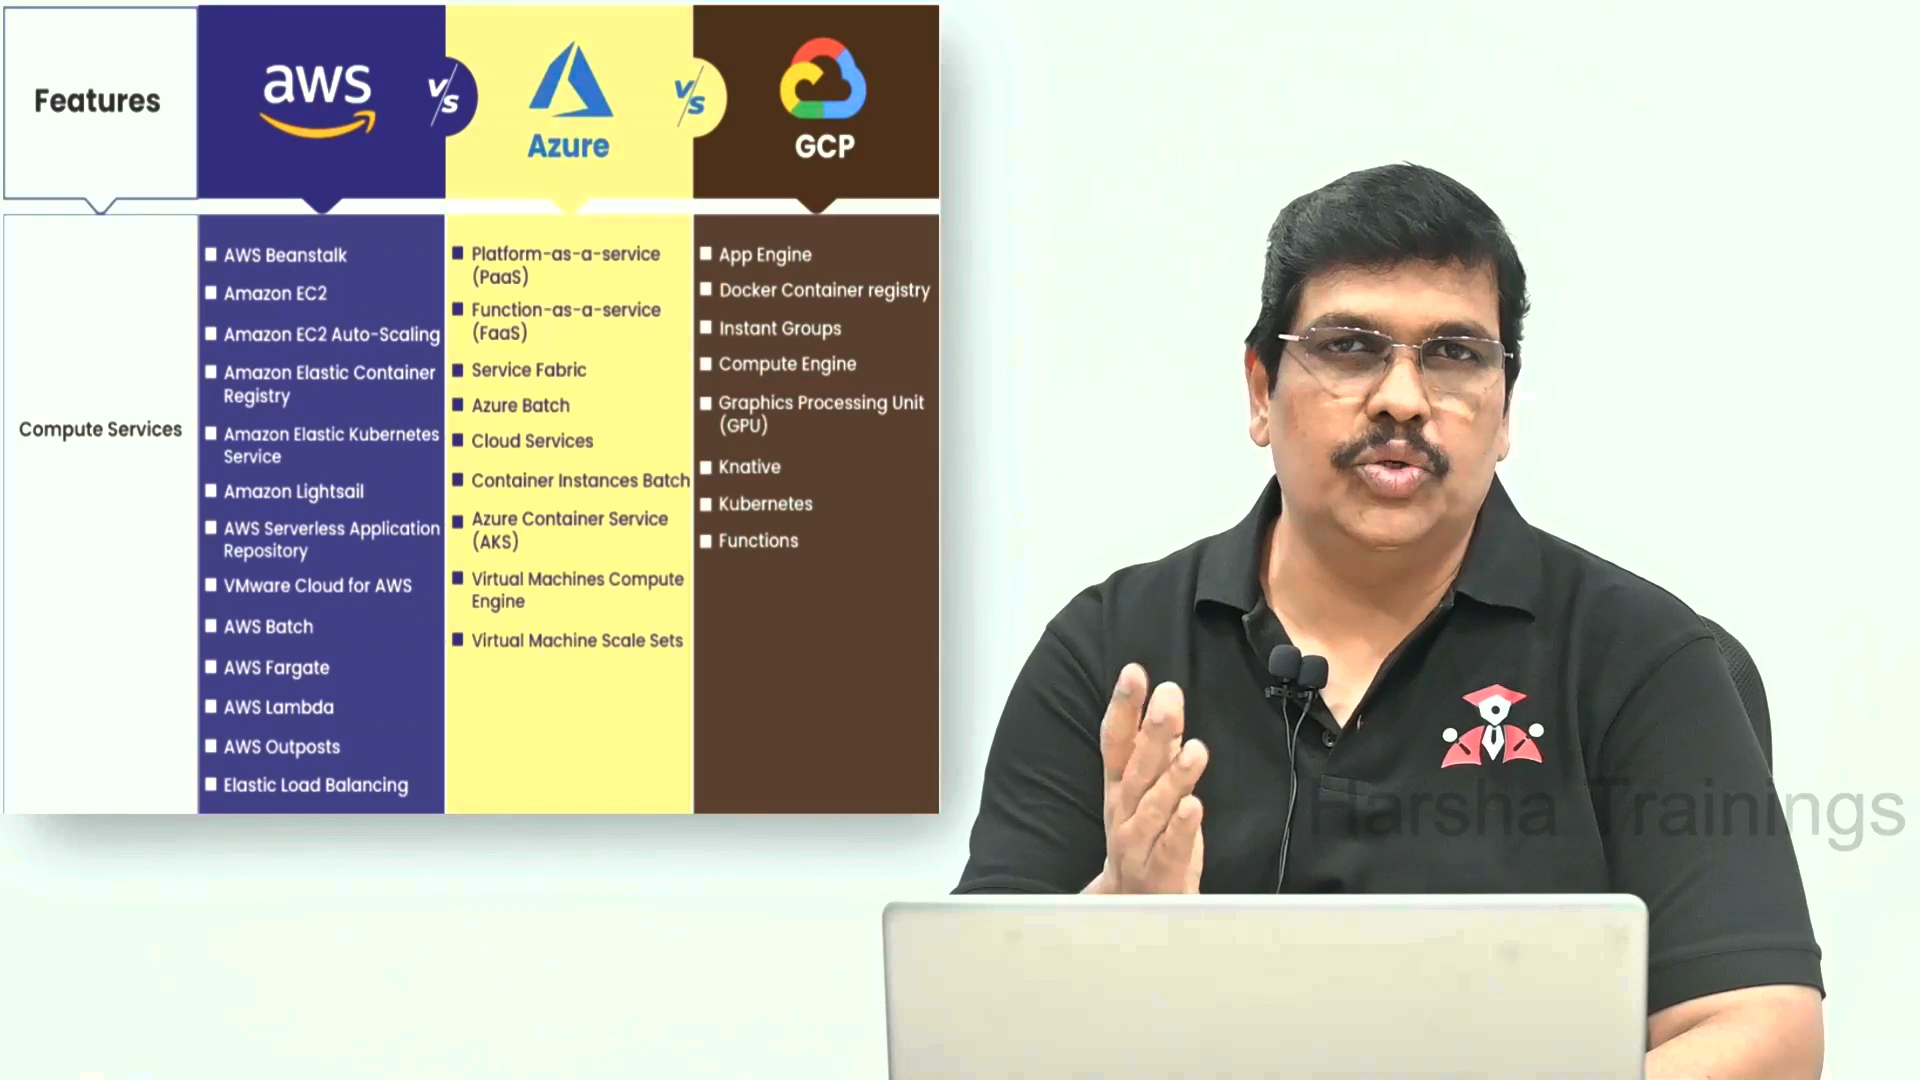 Features
aws
VS
Azure
VS
GCP
Compute Services
AWS Beanstalk
Amazon EC2
Amazon EC2 Auto-Scaling
Amazon Elastic Container
Registry
Amazon Elastic Kubernetes
Service
Amazon Lightsail
AWS Serverless Application
Repository
VMware Cloud for AWS
AWS Batch
AWS Fargate
AWS Lambda
AWS Outposts
Elastic Load Balancing
Platform-as-a-service
(PaaS)
Function-as-a-service
(FaaS)
Service Fabric
Azure Batch
Cloud Services
Container Instances Batch
Azure Container Service
(AKS)
Virtual Machines Compute
Engine
Virtual Machine Scale Sets
App Engine
Docker Container registry
Instant Groups
Compute Engine
Graphics Processing Unit
(GPU)
Knative
Kubernetes
Functions
Harsha Trainings